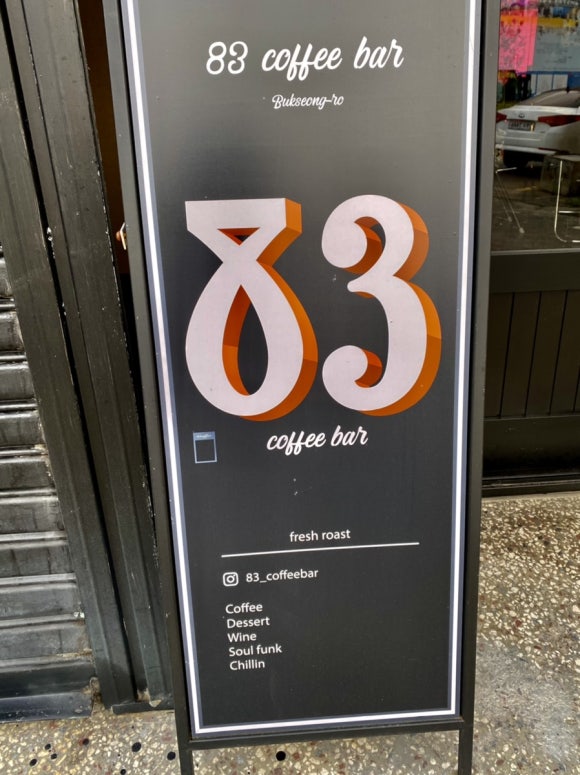 83 coffee bar
Bukseong-ro
83
coffee bar
fresh roast
83_coffeebar
Coffee
Dessert
Wine
Soul funk
Chillin